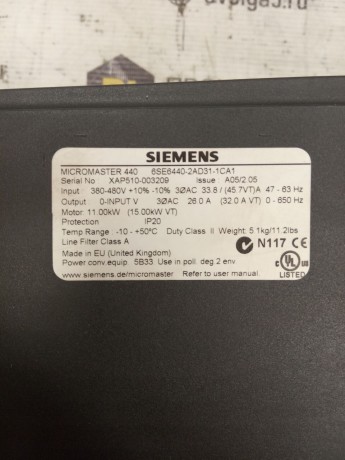 SIEMENS
MICROMASTER 440 6SE6440-2AD31-1CA1
Serial No XAP510-003209 Issue A05/2.05
Input 380-480V +10% -10% 3ØAC 33.8 / (45.7VT)A 47 - 63 Hz
Output 0-INPUT V 3ØAC 26.0 A (32.0 A VT) 0 - 650 Hz
Motor: 11.00kW (15.00kW VT)
Protection IP20
Temp Range: -10 - +50°C Duty Class II Weight: 5.1kg/11.2lbs
Line Filter Class A
N117 CE
Made in EU (United Kingdom)
Power conv.equip. 5B33 Use in poll. deg 2 env
www.siemens.de/micromaster Refer to user manual.
c UL US
LISTED